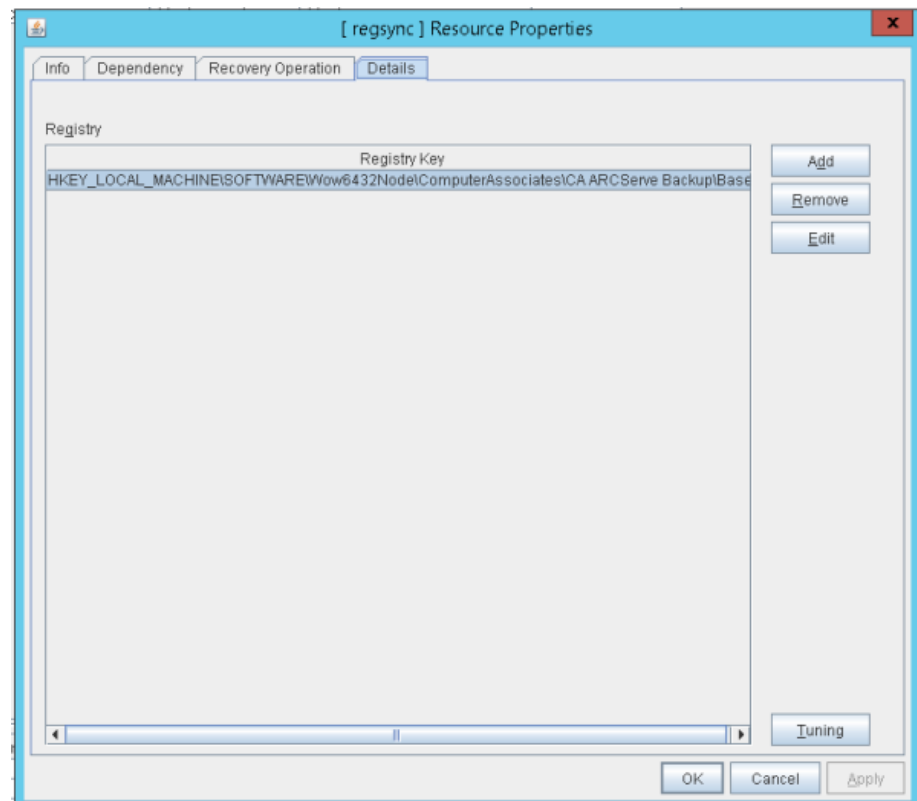 [ regsync ] Resource Properties
x
Info Dependency Recovery Operation Details
Registry
Registry Key
HKEY_LOCAL_MACHINE\SOFTWARE\Wow6432Node\ComputerAssociates\CA ARCServe Backup\Base
Add
Remove
Edit
Tuning
OK Cancel Apply